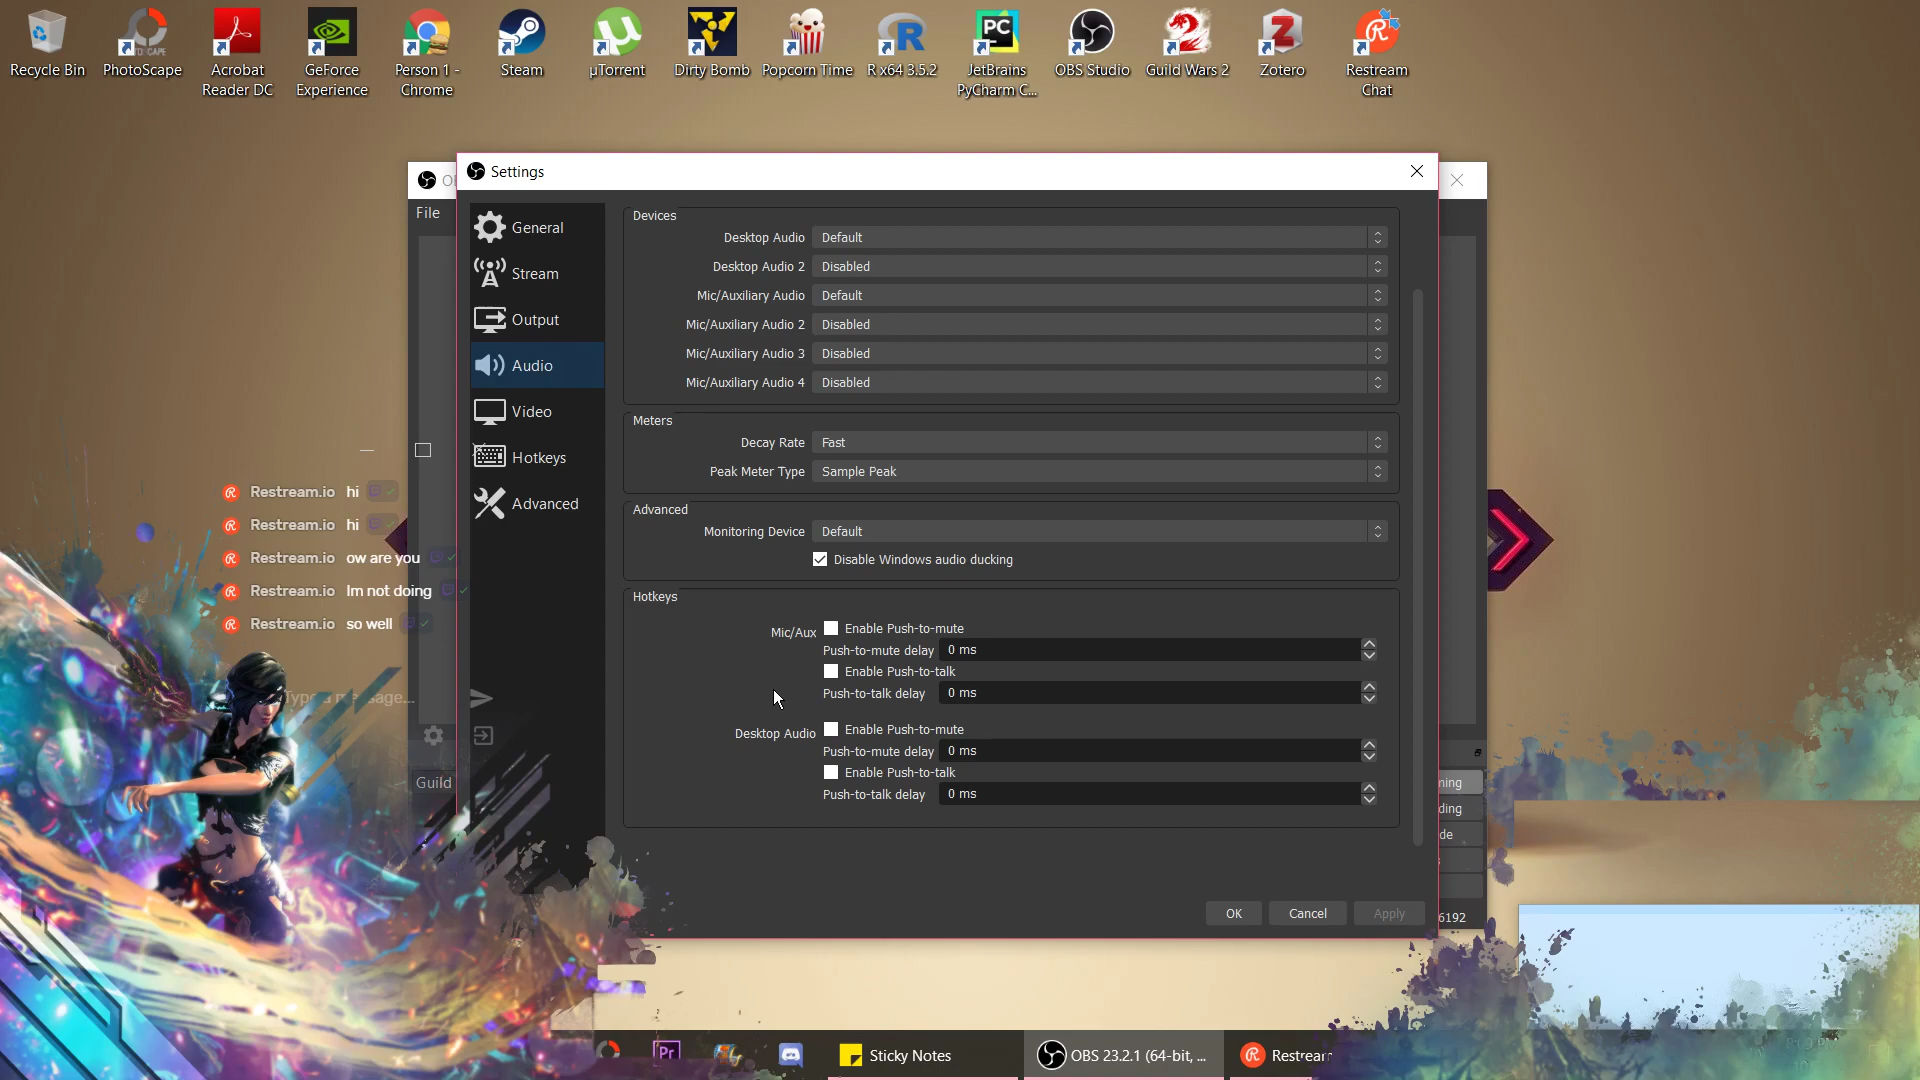 Recycle Bin
PhotoScape
Acrobat
Reader DC
GeForce
Experience
Person 1 -
Chrome
Steam
µTorrent
Dirty Bomb
Popcorn Time
R x64 3.5.2
JetBrains
PyCharm C...
OBS Studio
Guild Wars 2
Zotero
Restream
Chat
Settings
File
General
Stream
Output
Audio
Video
Hotkeys
Advanced
Devices
Desktop Audio Default
Desktop Audio 2 Disabled
Mic/Auxiliary Audio Default
Mic/Auxiliary Audio 2 Disabled
Mic/Auxiliary Audio 3 Disabled
Mic/Auxiliary Audio 4 Disabled
Meters
Decay Rate Fast
Peak Meter Type Sample Peak
Advanced
Monitoring Device Default
Disable Windows audio ducking
Hotkeys
Mic/Aux Enable Push-to-mute
Push-to-mute delay 0 ms
Enable Push-to-talk
Push-to-talk delay 0 ms
Desktop Audio Enable Push-to-mute
Push-to-mute delay 0 ms
Enable Push-to-talk
Push-to-talk delay 0 ms
OK Cancel Apply
Restream.io hi
Restream.io hi
Restream.io ow are you
Restream.io Im not doing
Restream.io so well
Guild
ming
ding
de
6192
Pr
Sticky Notes
OBS 23.2.1 (64-bit, ...
Restream